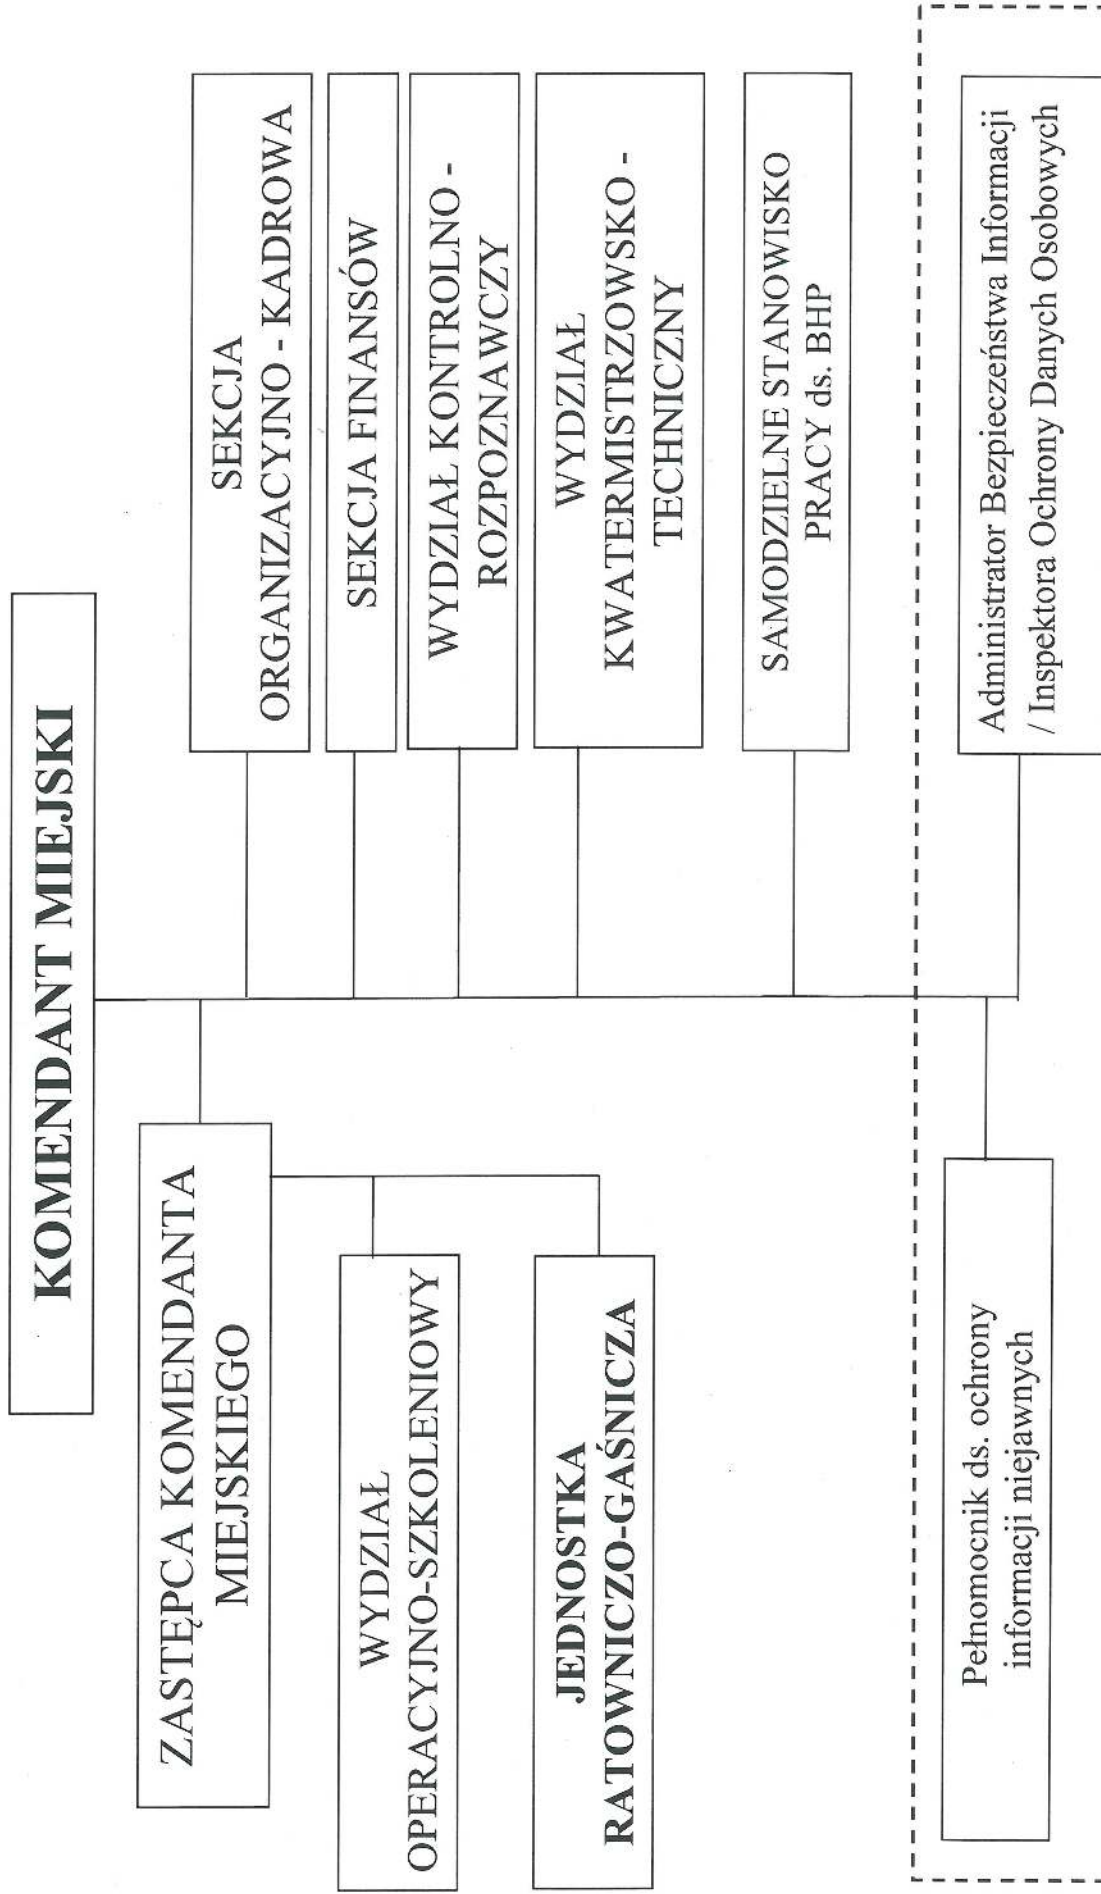 KOMENDANT MIEJSKI
ZASTĘPCA KOMENDANTA
MIEJSKIEGO
WYDZIAŁ
OPERACYJNO-SZKOLENIOWY
JEDNOSTKA
RATOWNICZO-GAŚNICZA
SEKCJA
ORGANIZACYJNO - KADROWA
SEKCJA FINANSÓW
WYDZIAŁ KONTROLNO -
ROZPOZNAWCZY
WYDZIAŁ
KWATERMISTRZOWSKO -
TECHNICZNY
SAMODZIELNE STANOWISKO
PRACY ds. BHP
Pełnomocnik ds. ochrony
informacji niejawnych
Administrator Bezpieczeństwa Informacji
/ Inspektora Ochrony Danych Osobowych